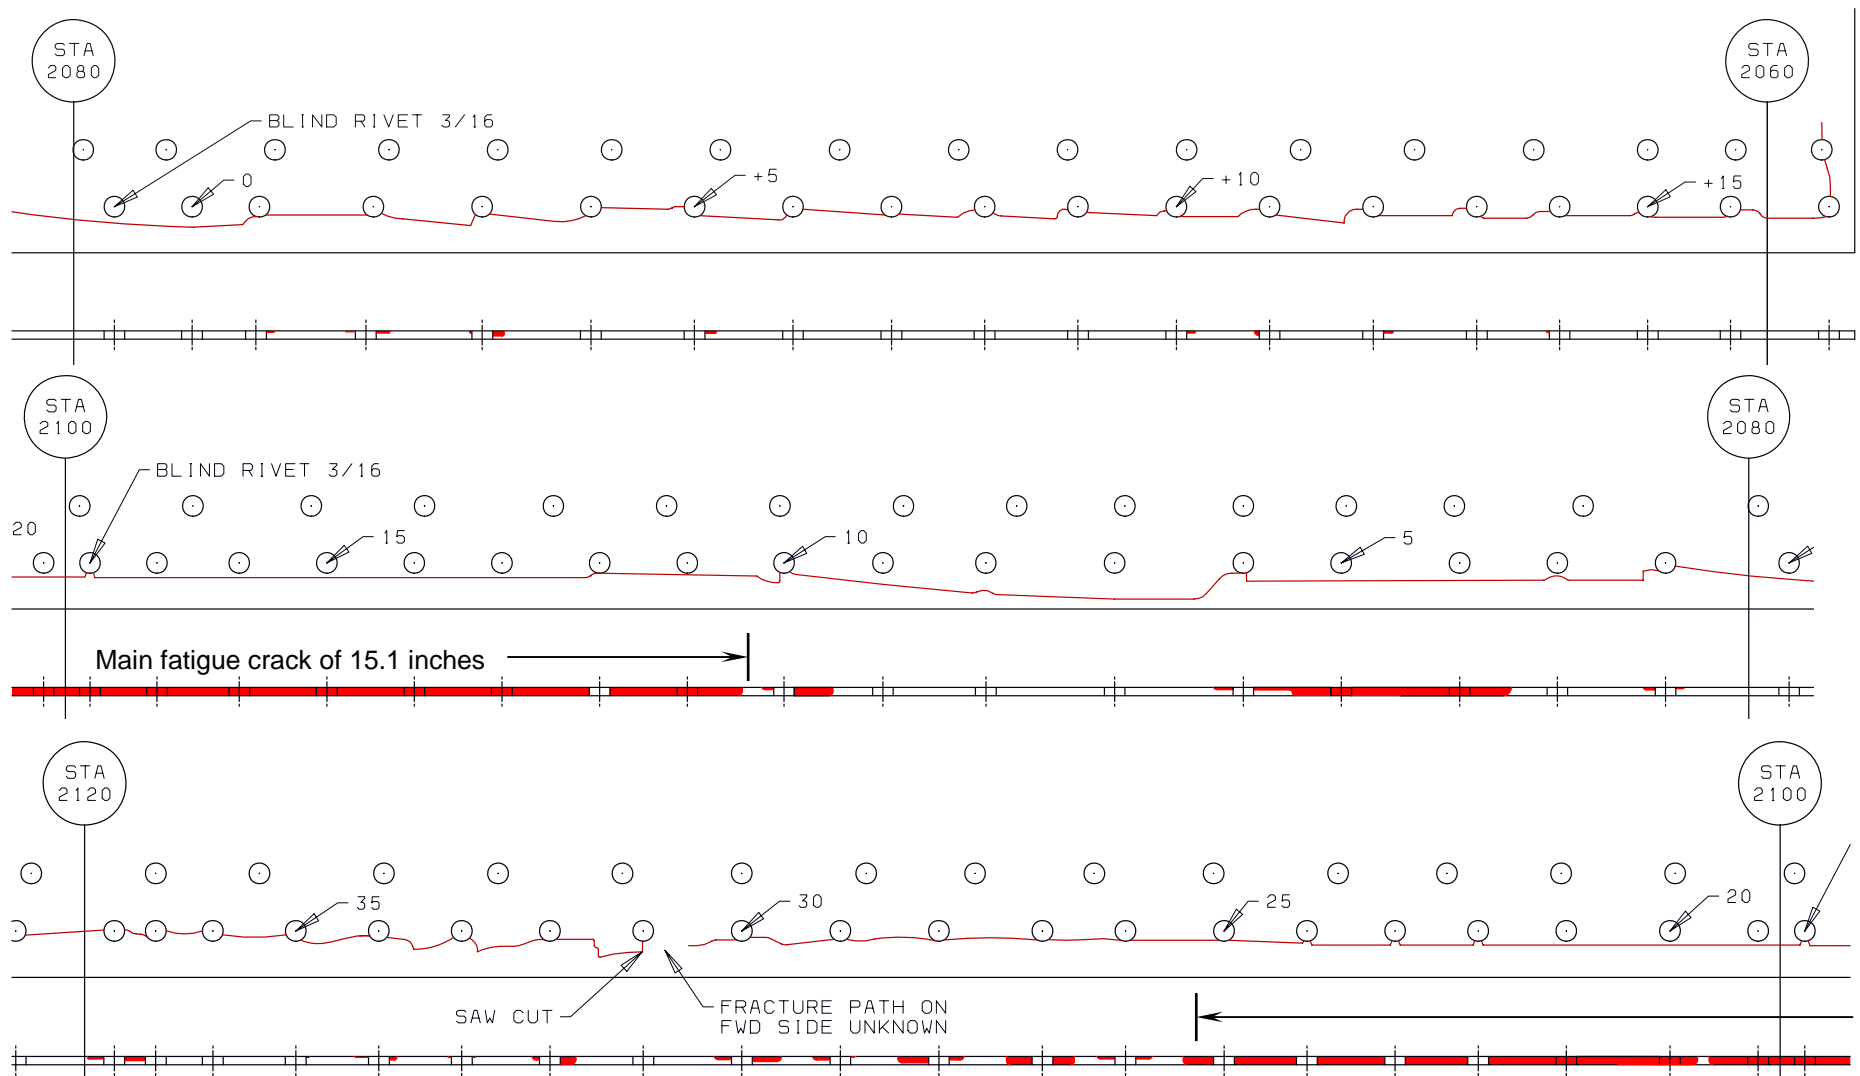 STA
2080
STA
2060
BLIND RIVET 3/16
0
+5
+10
+15
STA
2100
STA
2080
BLIND RIVET 3/16
20
15
10
5
Main fatigue crack of 15.1 inches
STA
2120
STA
2100
35
30
25
20
SAW CUT
FRACTURE PATH ON
FWD SIDE UNKNOWN